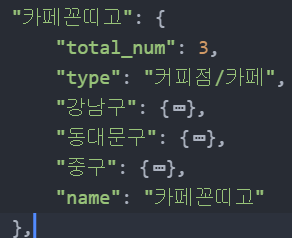 "카페꼰띠고": {
"total_num": 3,
"type": "커피점/카페",
"강남구": {…},
"동대문구": {…},
"중구": {…},
"name": "카페꼰띠고"
},